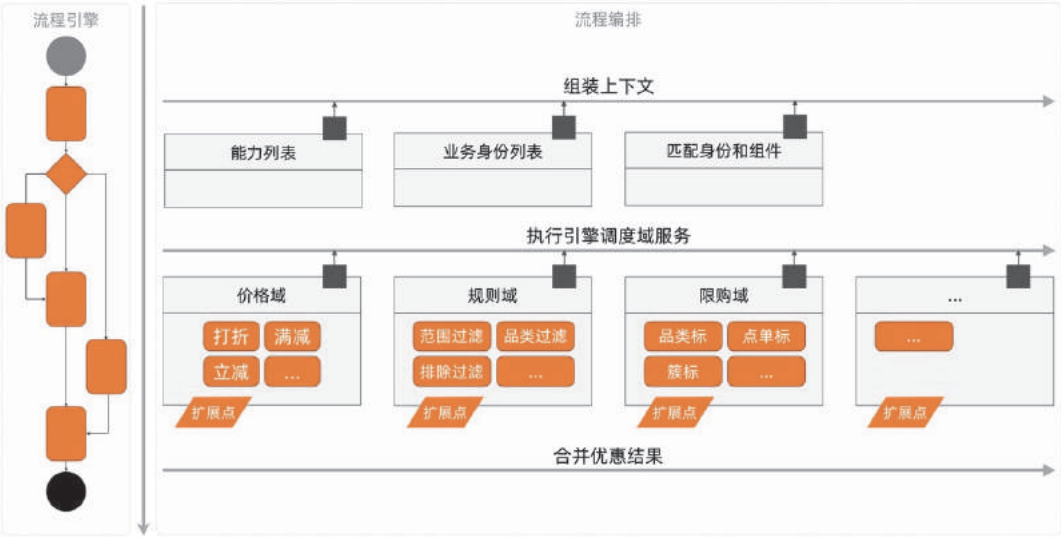 流程引擎
流程编排
组装上下文
能力列表
业务身份列表
匹配身份和组件
执行引擎调度域服务
价格域
规则域
限购域
...
打折
满减
范围过滤
品类过滤
品类标
点单标
...
立减
...
排除过滤
...
簇标
...
扩展点
扩展点
扩展点
扩展点
合并优惠结果